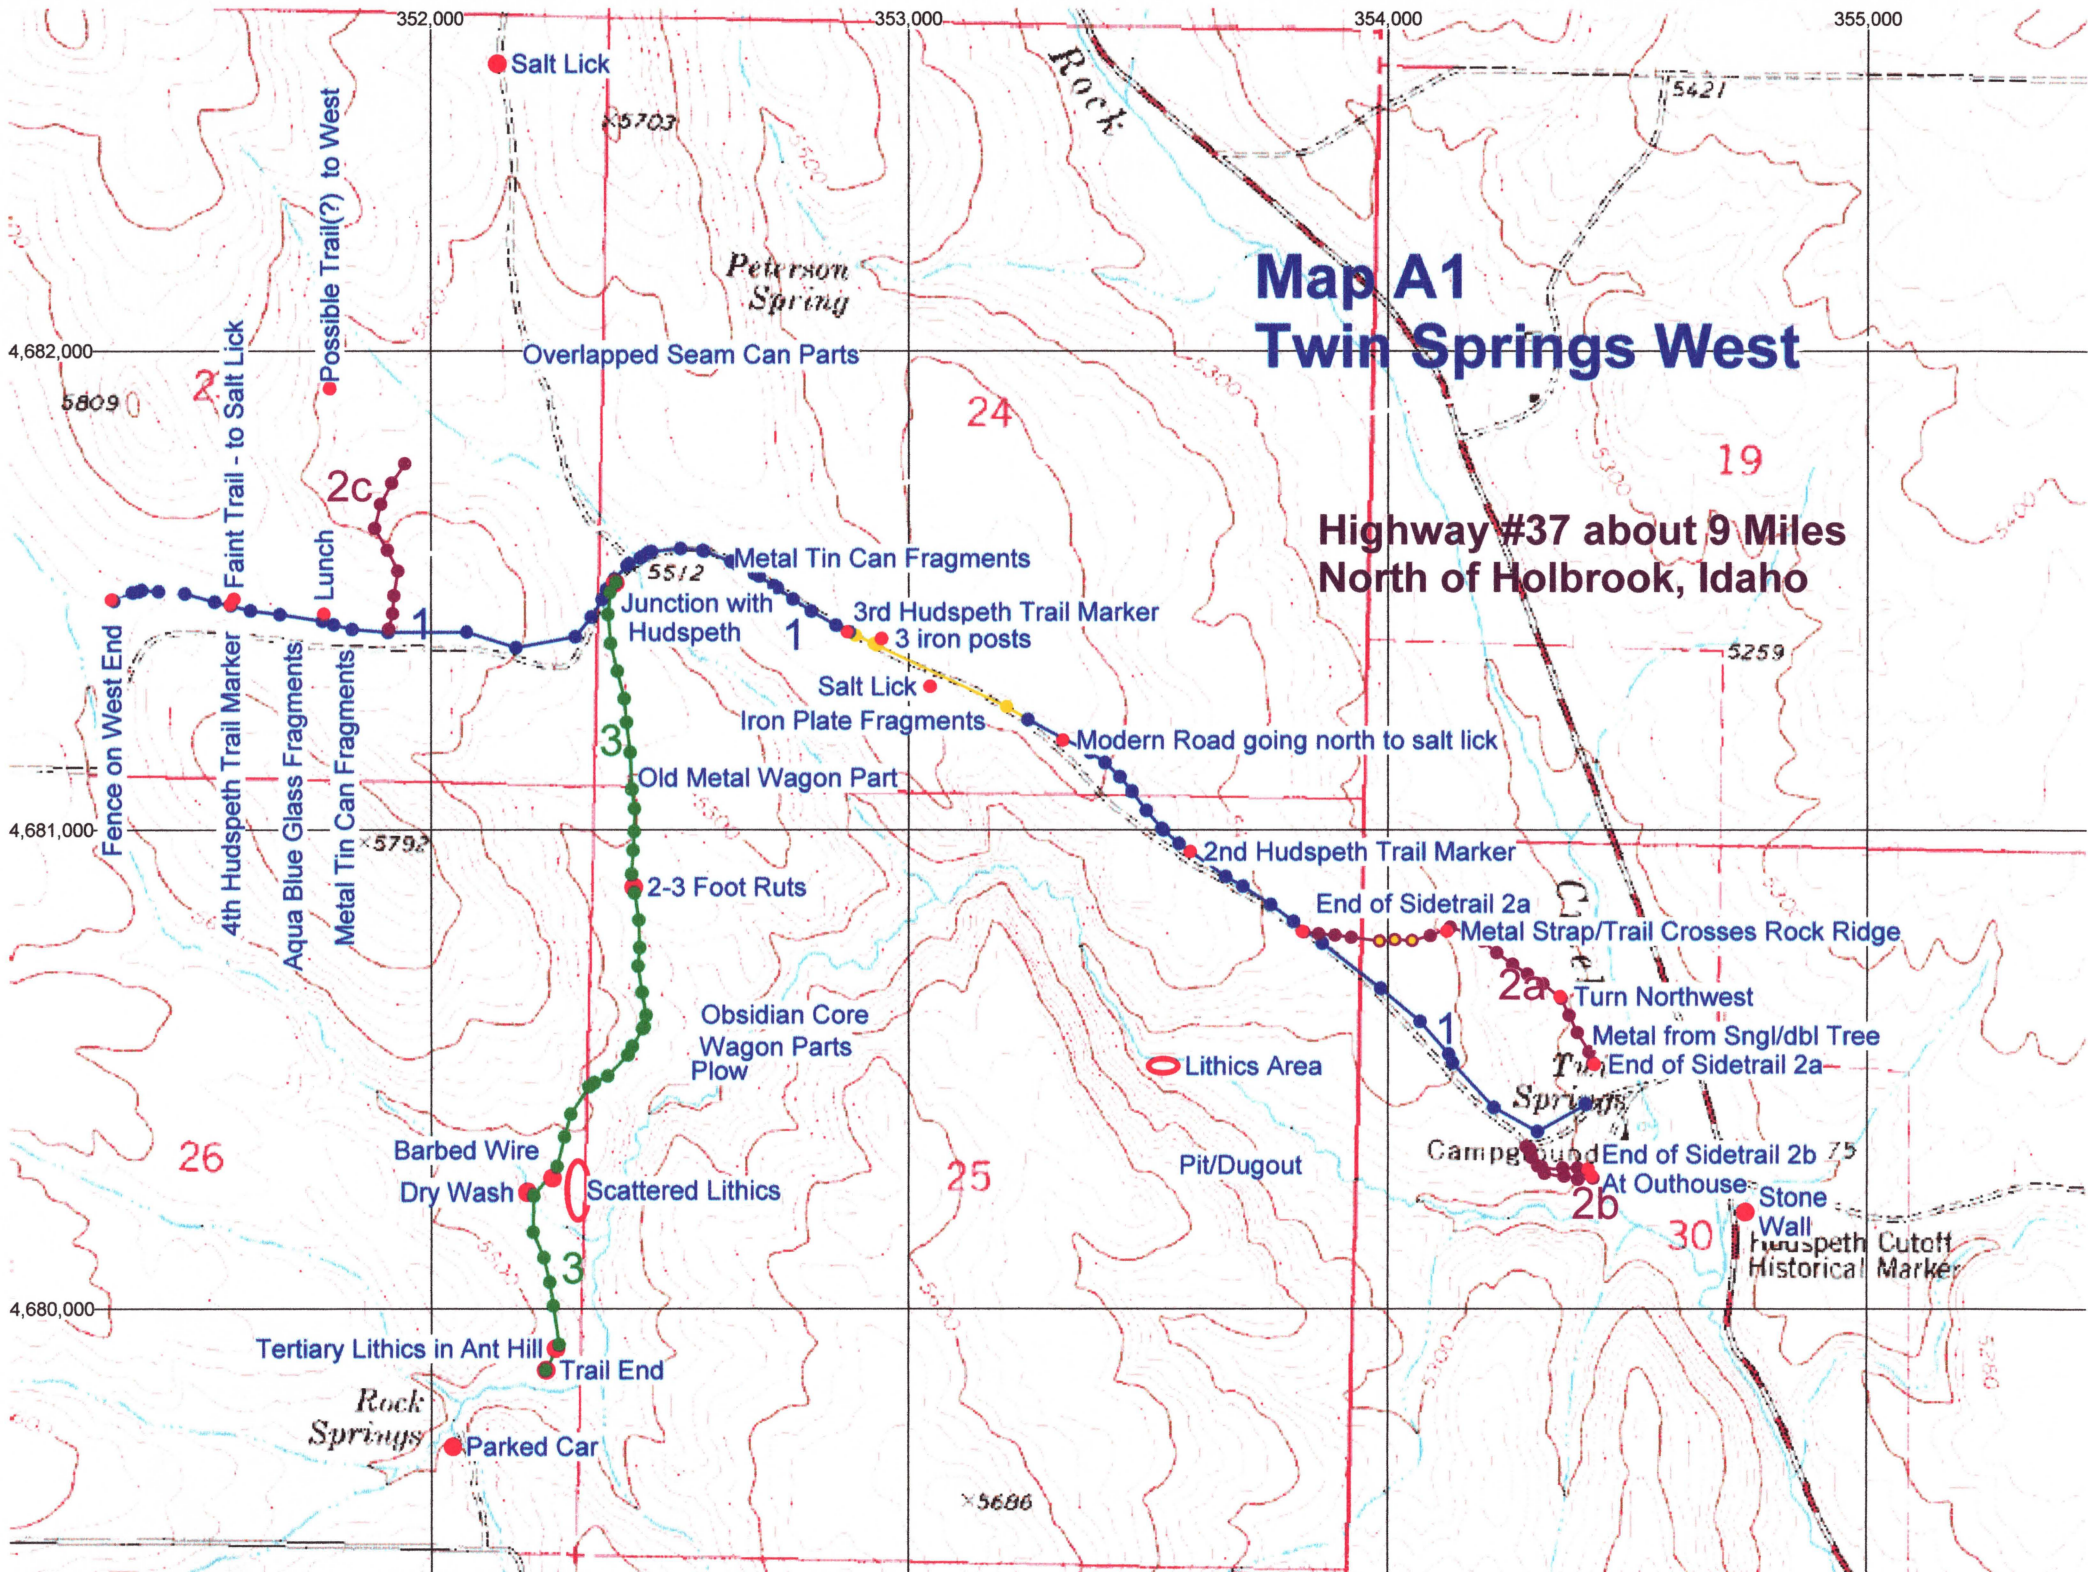 352,000
353,000
354,000
355,000
Salt Lick
Rock
5421
×5703
5500
Possible Trail(?) to West
Peterson
Spring
Map A1
Twin Springs West
4,682,000
Overlapped Seam Can Parts
5300
Faint Trail - to Salt Lick
2
5809
24
19
5300
5400
2c
Highway #37 about 9 Miles
North of Holbrook, Idaho
Lunch
Metal Tin Can Fragments
5512
Junction with
Hudspeth
1
1
3rd Hudspeth Trail Marker
3 iron posts
5259
Fence on West End
4th Hudspeth Trail Marker
Aqua Blue Glass Fragments
Metal Tin Can Fragments
Salt Lick
Iron Plate Fragments
3
Modern Road going north to salt lick
Old Metal Wagon Part
4,681,000
×5792
2nd Hudspeth Trail Marker
2-3 Foot Ruts
End of Sidetrail 2a
Metal Strap/Trail Crosses Rock Ridge
2a
Turn Northwest
Obsidian Core
Wagon Parts
Plow
1
Metal from Sngl/dbl Tree
Lithics Area
End of Sidetrail 2a
Springs
26
Barbed Wire
25
Pit/Dugout
Campground
End of Sidetrail 2b
75
Dry Wash
Scattered Lithics
At Outhouse
2b
Stone
Wall
30
Hudspeth Cutoff
Historical Marker
3
4,680,000
Tertiary Lithics in Ant Hill
Trail End
5300
Rock
Springs
Parked Car
×5686